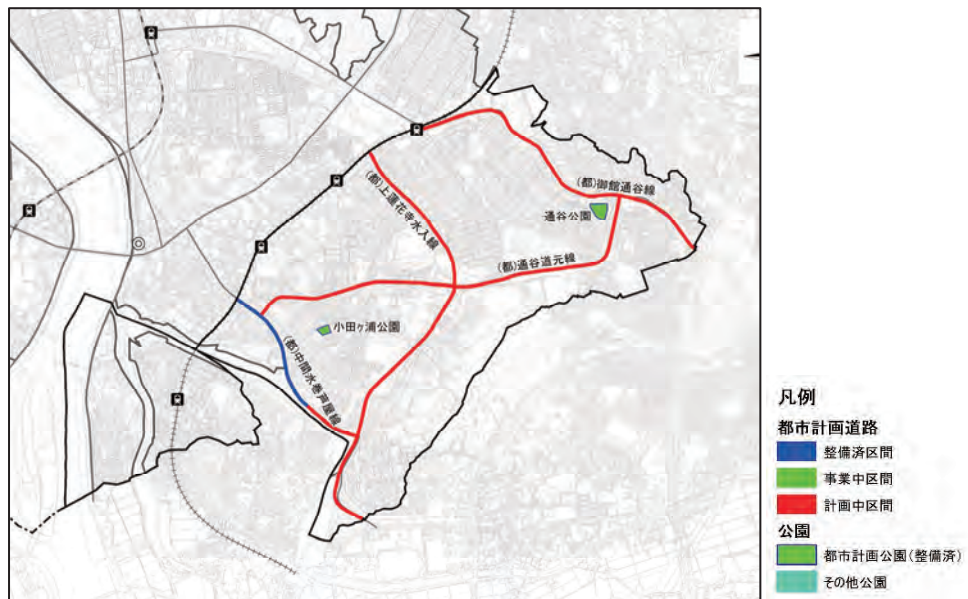 (都)御館通谷線
通谷公園
(都)上蓮花寺水入線
(都)通谷道元線
小田ヶ浦公園
(都)中間水巻芦屋線
凡例
都市計画道路
整備済区間
事業中区間
計画中区間
公園
都市計画公園(整備済)
その他公園